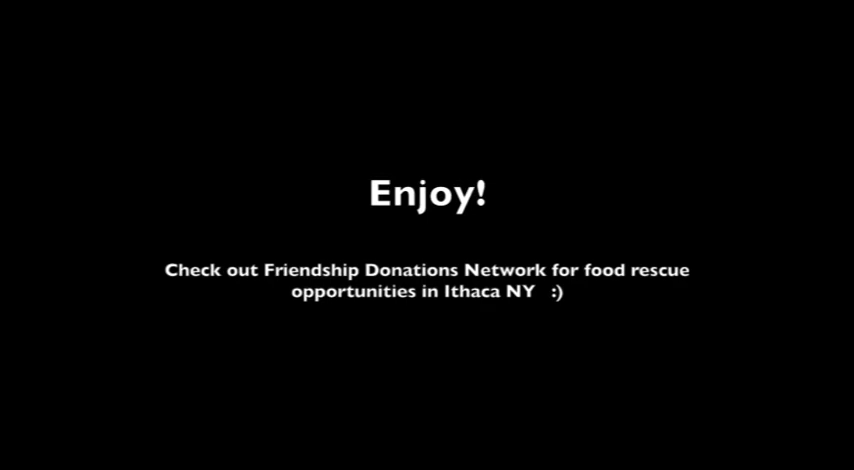 Enjoy!
Check out Friendship Donations Network for food rescue
opportunities in Ithaca NY :)